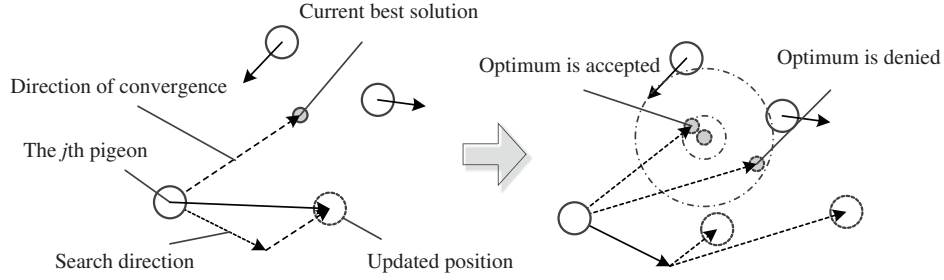 Current best solution
Direction of convergence
The jth pigeon
Search direction
Updated position
Optimum is accepted
Optimum is denied